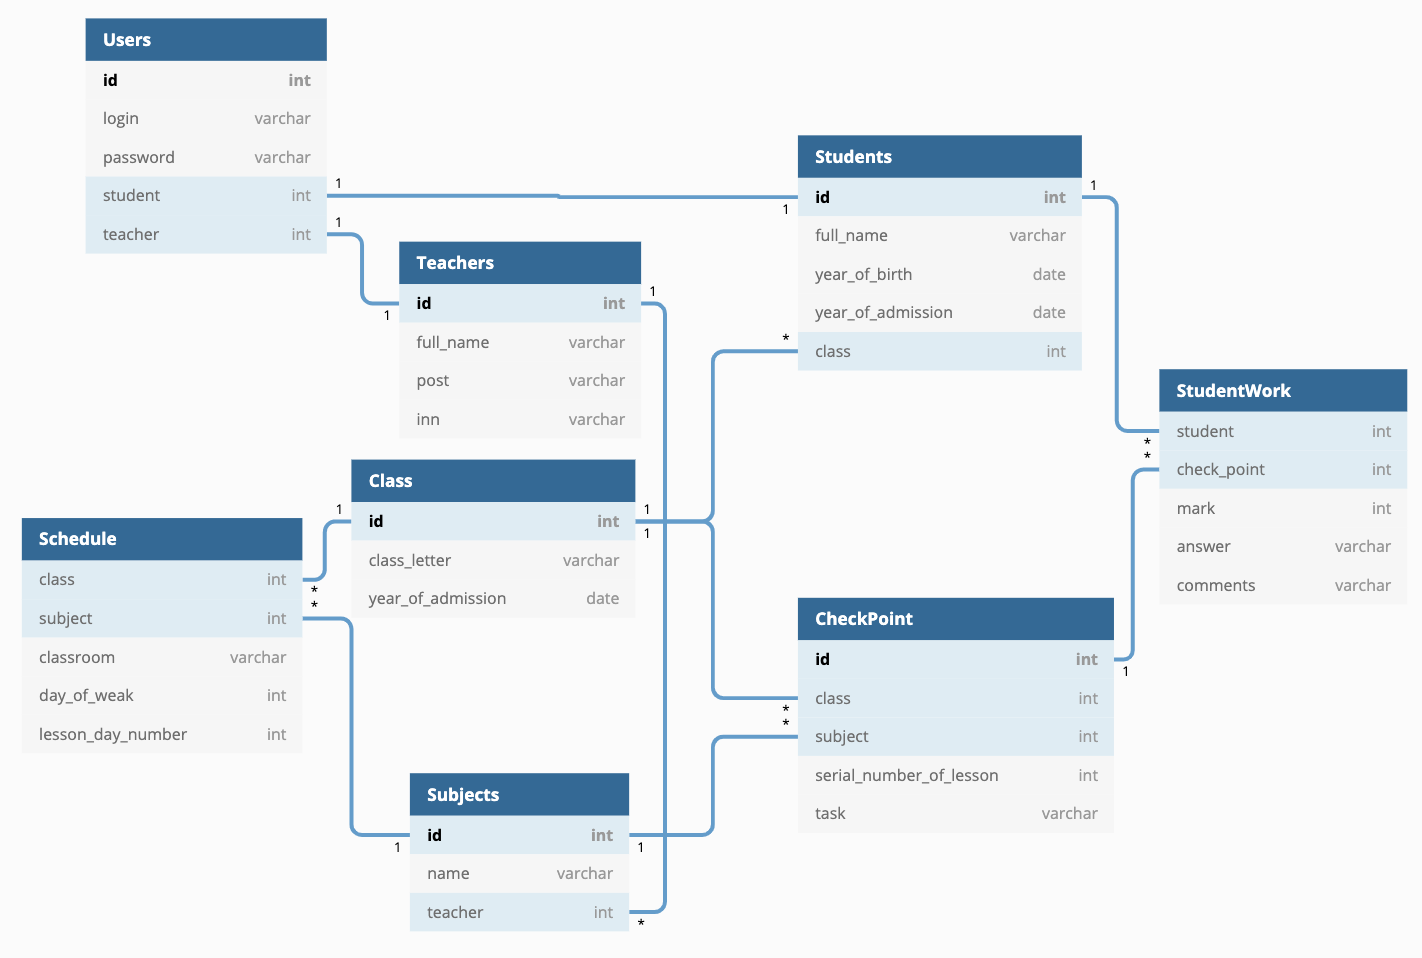 Users
id int
login varchar
password varchar
student int
teacher int
1
1
1
1
Teachers
id int
full_name varchar
post varchar
inn varchar
1
Students
id int
full_name varchar
year_of_birth date
year_of_admission date
class int
1
*
Class
id int
class_letter varchar
year_of_admission date
1
1
1
Schedule
class int
subject int
classroom varchar
day_of_weak int
lesson_day_number int
*
*
StudentWork
student int
check_point int
mark int
answer varchar
comments varchar
*
*
CheckPoint
id int
class int
subject int
serial_number_of_lesson int
task varchar
1
*
*
Subjects
id int
name varchar
teacher int
1
1
*